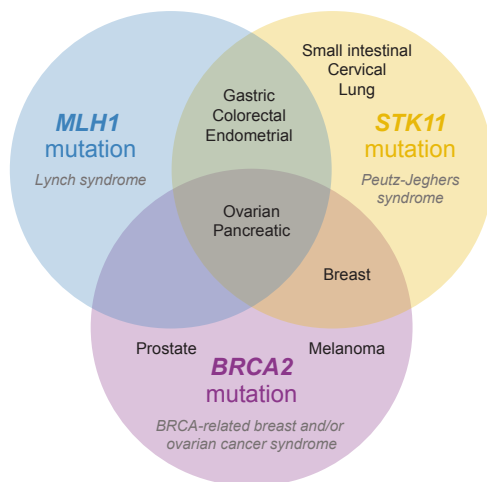 Small intestinal
Cervical
Lung
Gastric
Colorectal
Endometrial
MLH1
mutation
Lynch syndrome
STK11
mutation
Peutz-Jeghers
syndrome
Ovarian
Pancreatic
Breast
Prostate
Melanoma
BRCA2
mutation
BRCA-related breast and/or
ovarian cancer syndrome